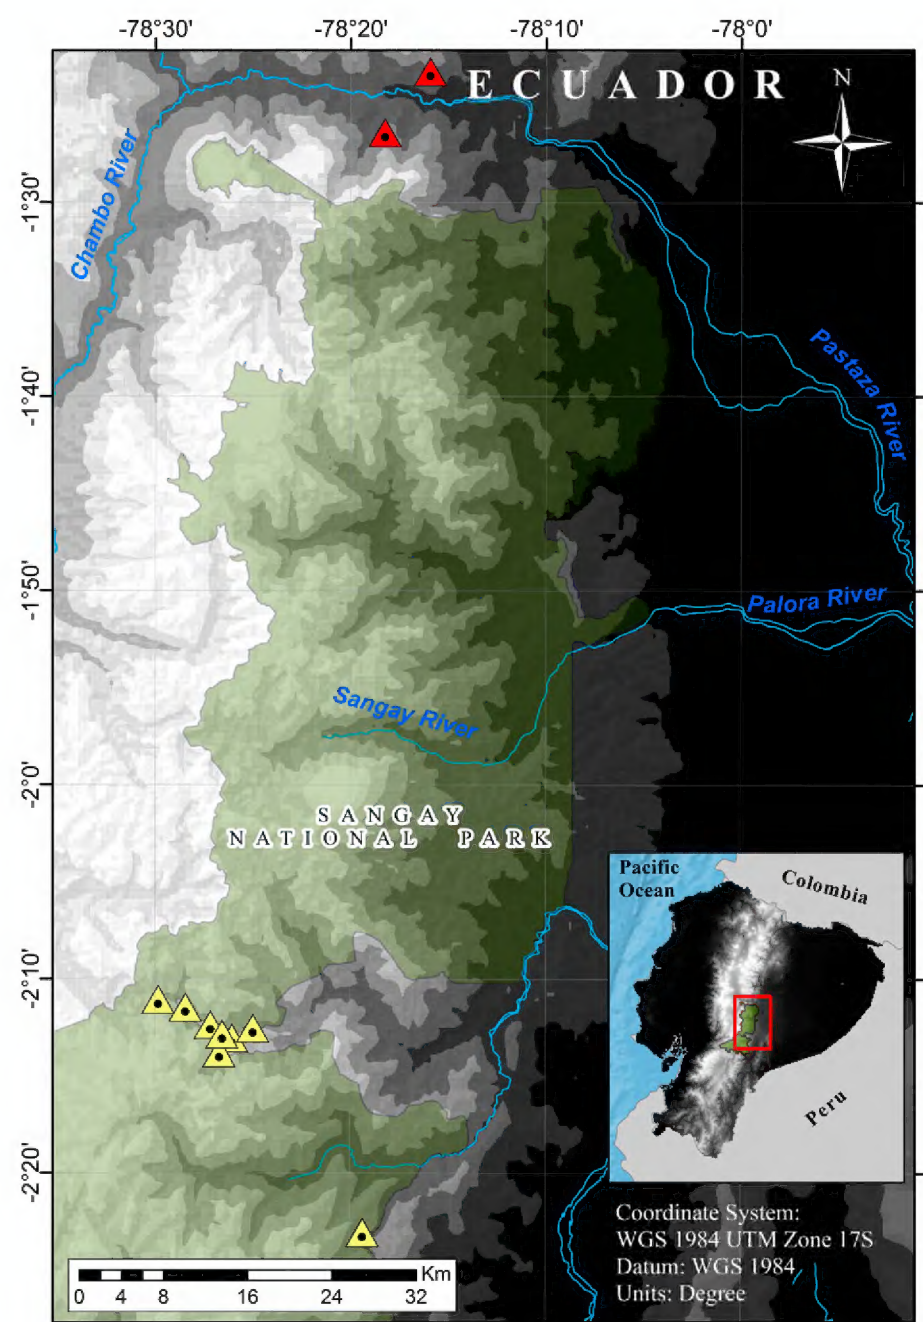 -78°30'
-78°20'
-78°10'
-78°0'
ECUADOR
N
Chambo River
-1°30'
-1°40'
Pastaza River
-1°50'
Palora River
Sangay River
-2°0'
SANGAY
NATIONAL PARK
Pacific
Ocean
Colombia
-2°10'
Peru
-2°20'
Coordinate System:
WGS 1984 UTM Zone 17S
Datum: WGS 1984
Units: Degree
Km
0 4 8 16 24 32